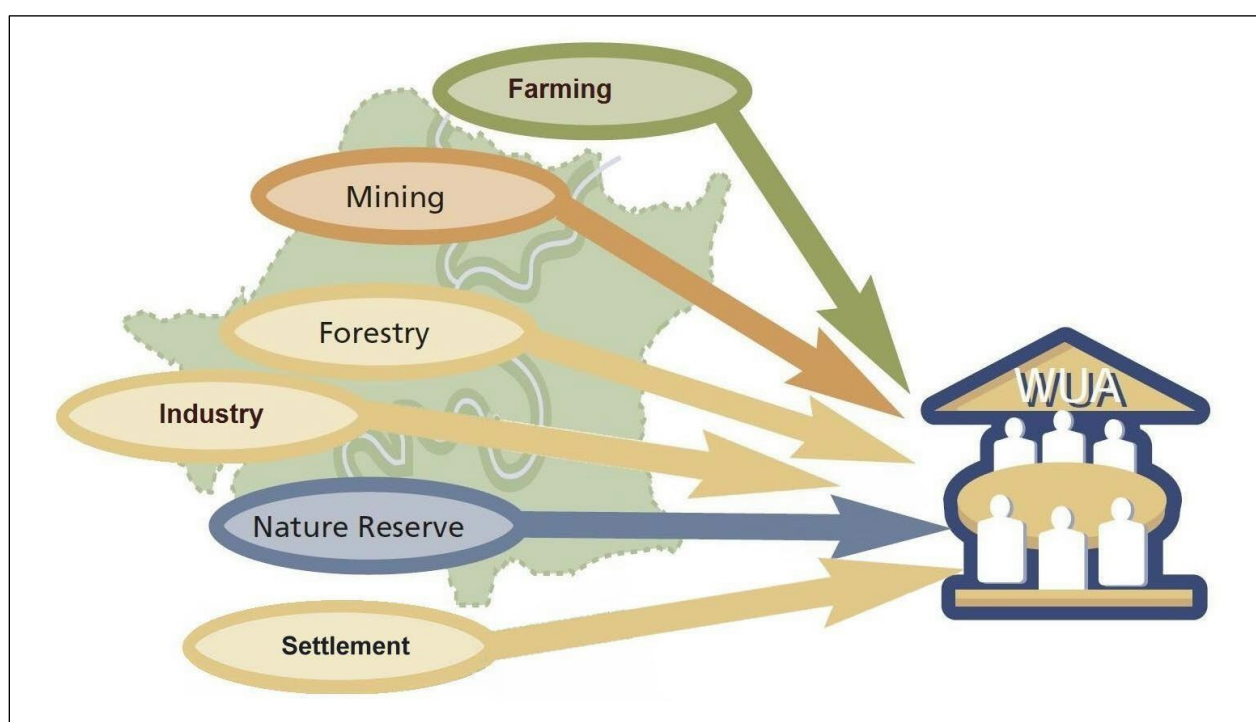 Farming
Mining
Forestry
WUA
Industry
Nature Reserve
Settlement